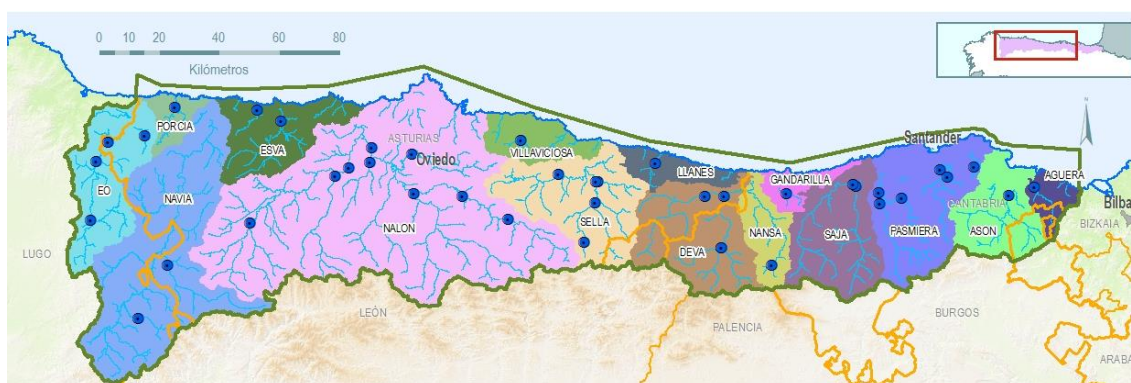 0 10 20 40 60 80
Kilómetros
N
PORCIA
ESVA
ASTURIAS
Oviedo
VILLAVICIOSA
Santander
EO
NAVIA
NALON
SELLA
LLANES
GANDARILLA
AGUERA
CANTABRIA
Bilba
BIZKAIA
LUGO
DEVA
NANSA
SAJA
PASMIERA
ASON
LEÓN
PALENCIA
BURGOS
ARABA